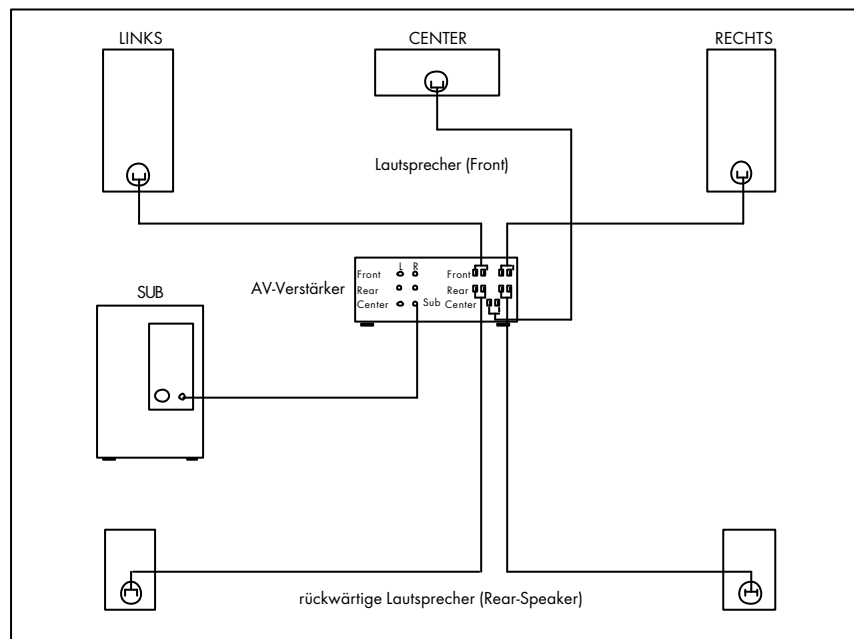 LINKS
CENTER
RECHTS
Lautsprecher (Front)
AV-Verstärker
L R
Front
Rear
Center
Sub
Front
Rear
Center
SUB
rückwärtige Lautsprecher (Rear-Speaker)